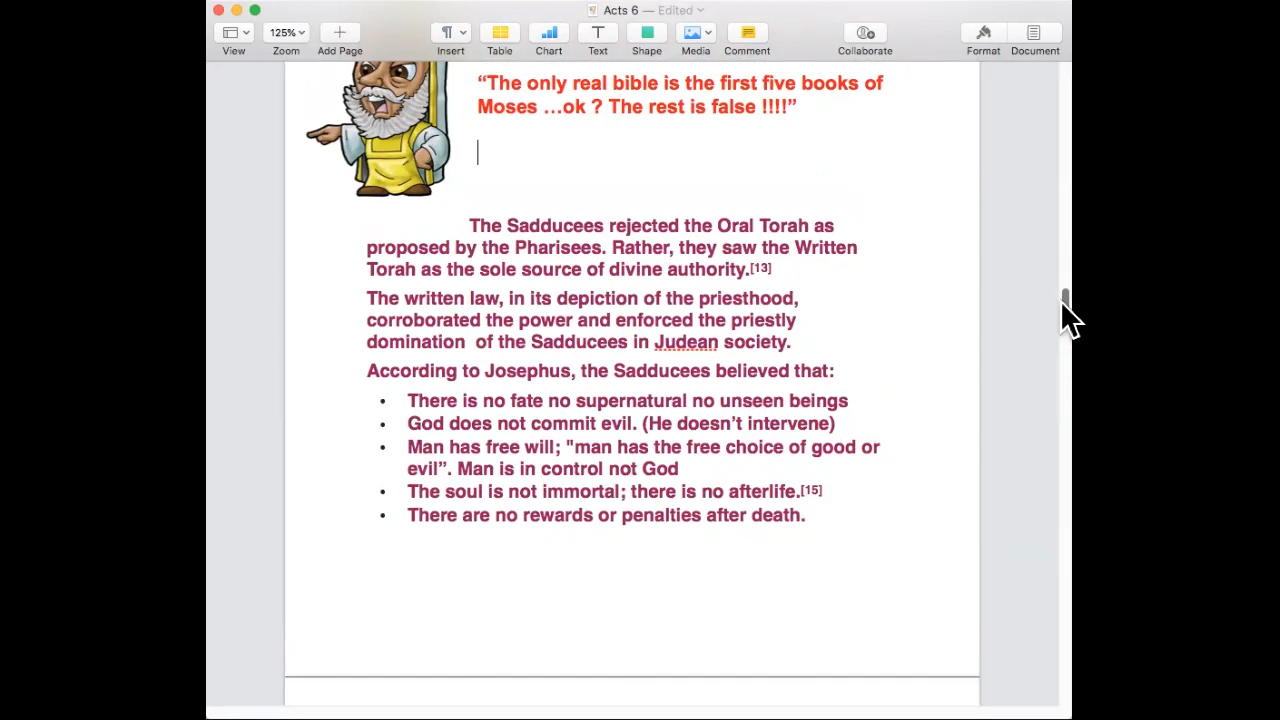 Acts 6 — Edited
125%
View
Zoom
Add Page
Insert
Table
Chart
Text
Shape
Media
Comment
Collaborate
Format
Document
“The only real bible is the first five books of
Moses ...ok ? The rest is false !!!!”
The Sadducees rejected the Oral Torah as
proposed by the Pharisees. Rather, they saw the Written
Torah as the sole source of divine authority.[13]
The written law, in its depiction of the priesthood,
corroborated the power and enforced the priestly
domination  of the Sadducees in Judean society.
According to Josephus, the Sadducees believed that:
• There is no fate no supernatural no unseen beings
• God does not commit evil. (He doesn’t intervene)
• Man has free will; "man has the free choice of good or
evil”. Man is in control not God
• The soul is not immortal; there is no afterlife.[15]
• There are no rewards or penalties after death.